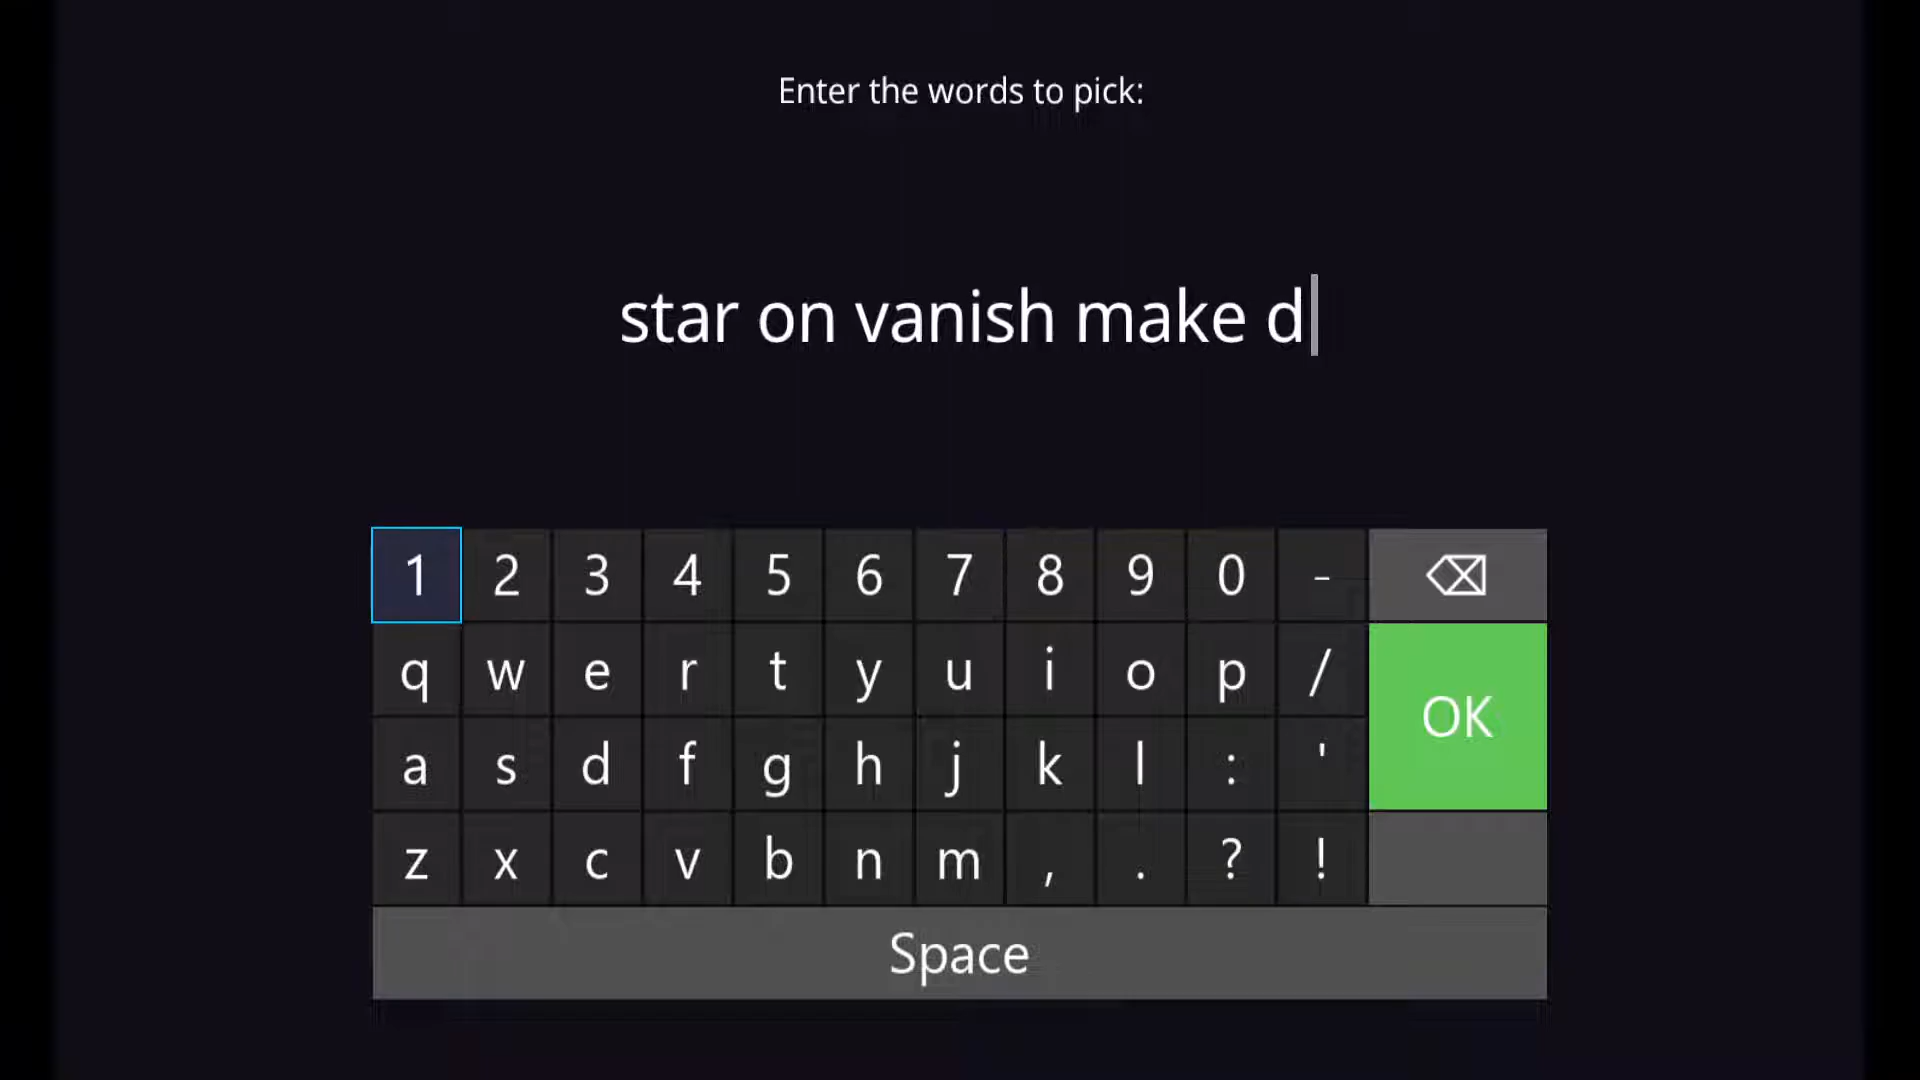 Enter the words to pick:
star on vanish make d
1 2 3 4 5 6 7 8 9 0 - ⌫
q w e r t y u i o p /
OK
a s d f g h j k l : '
z x c v b n m , . ? !
Space